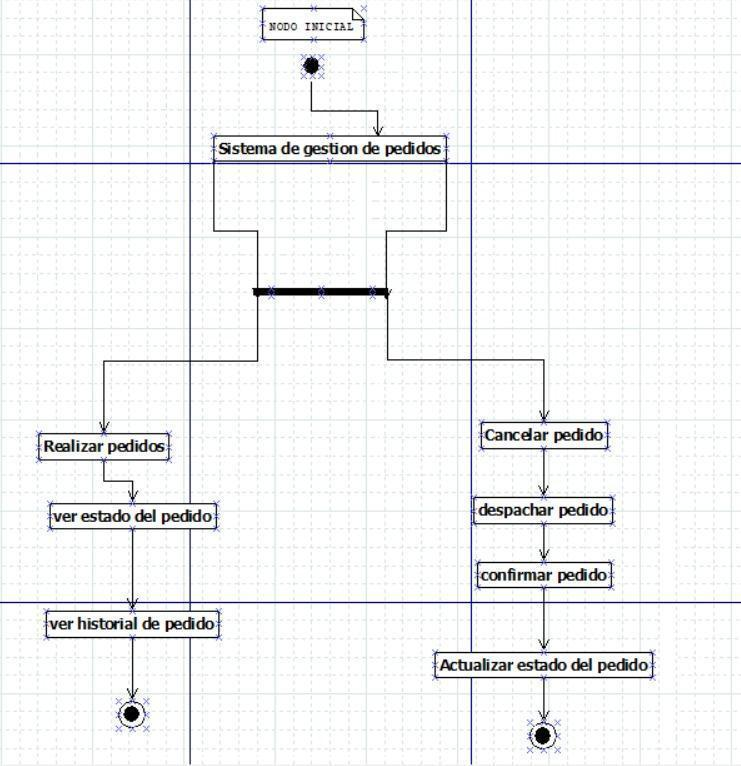 NODO INICIAL
Sistema de gestion de pedidos
Realizar pedidos
ver estado del pedido
ver historial de pedido
Cancelar pedido
despachar pedido
confirmar pedido
Actualizar estado del pedido